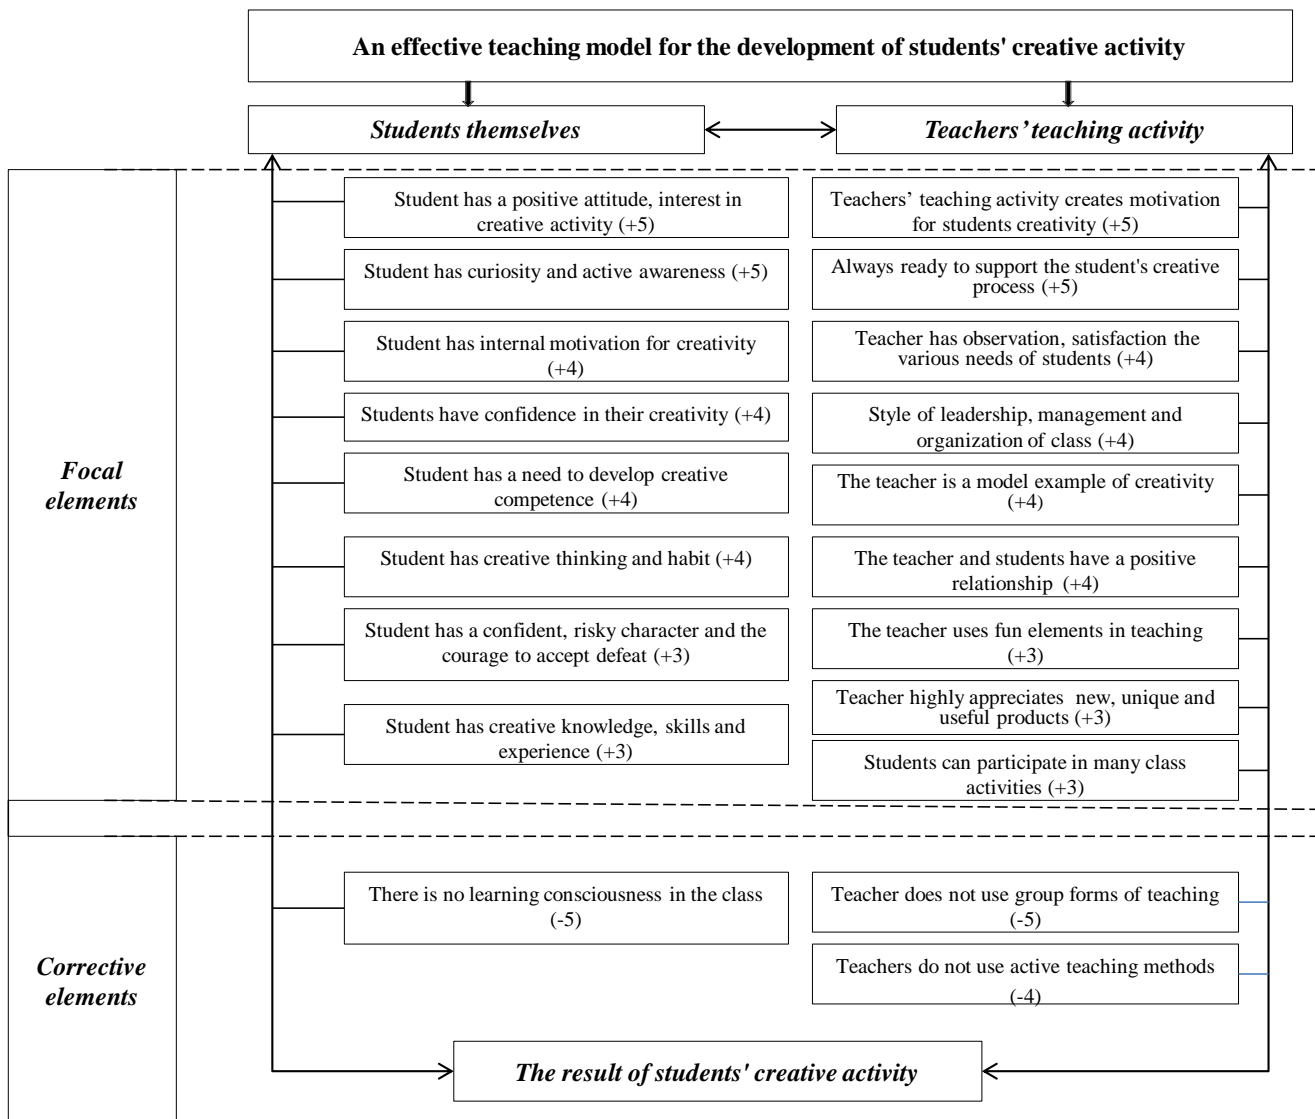 An effective teaching model for the development of students' creative activity
Students themselves
Teachers' teaching activity
Focal
elements
Student has a positive attitude, interest in
creative activity (+5)
Student has curiosity and active awareness (+5)
Student has internal motivation for creativity
(+4)
Students have confidence in their creativity (+4)
Student has a need to develop creative
competence (+4)
Student has creative thinking and habit (+4)
Student has a confident, risky character and the
courage to accept defeat (+3)
Student has creative knowledge, skills and
experience (+3)
Teachers' teaching activity creates motivation
for students creativity (+5)
Always ready to support the student's creative
process (+5)
Teacher has observation, satisfaction the
various needs of students (+4)
Style of leadership, management and
organization of class (+4)
The teacher is a model example of creativity
(+4)
The teacher and students have a positive
relationship (+4)
The teacher uses fun elements in teaching
(+3)
Teacher highly appreciates new, unique and
useful products (+3)
Students can participate in many class
activities (+3)
Corrective
elements
There is no learning consciousness in the class
(-5)
Teacher does not use group forms of teaching
(-5)
Teachers do not use active teaching methods
(-4)
The result of students' creative activity